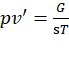 pv′ = G/sT